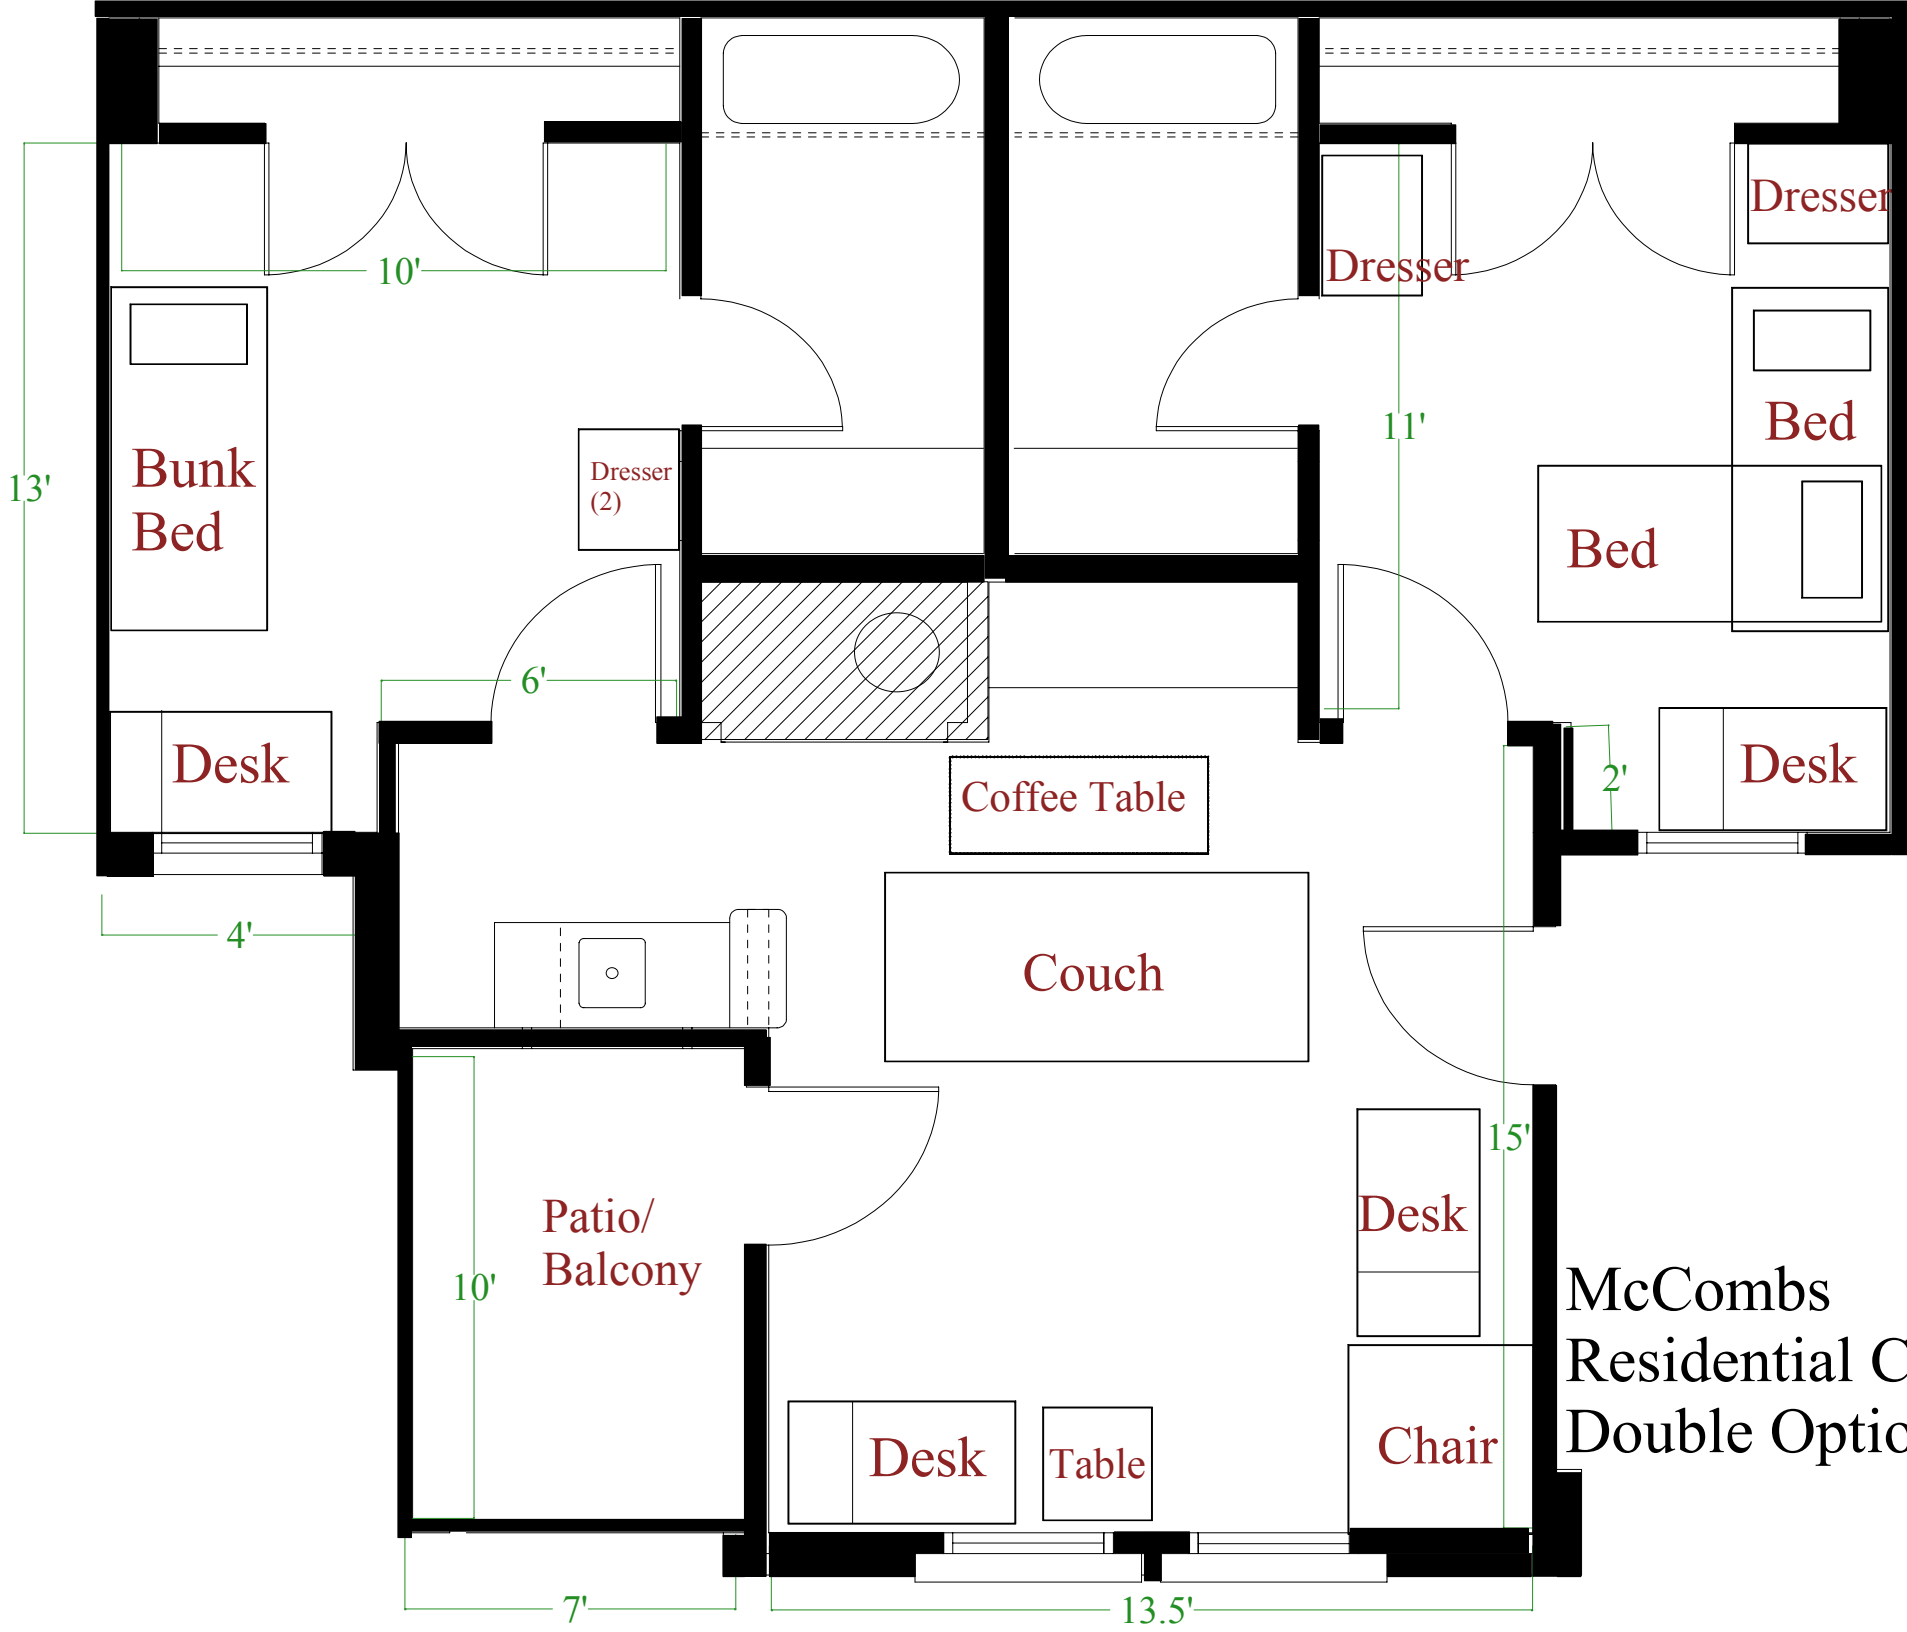 Dresser
Dresser
10'
11'
Bed
Bunk
Bed
Dresser
(2)
13'
Bed
6'
Desk
2'
Desk
Coffee Table
4'
Couch
15'
Desk
Patio/
Balcony
10'
McCombs
Residential C
Double Optio
Desk
Table
Chair
7'
13.5'